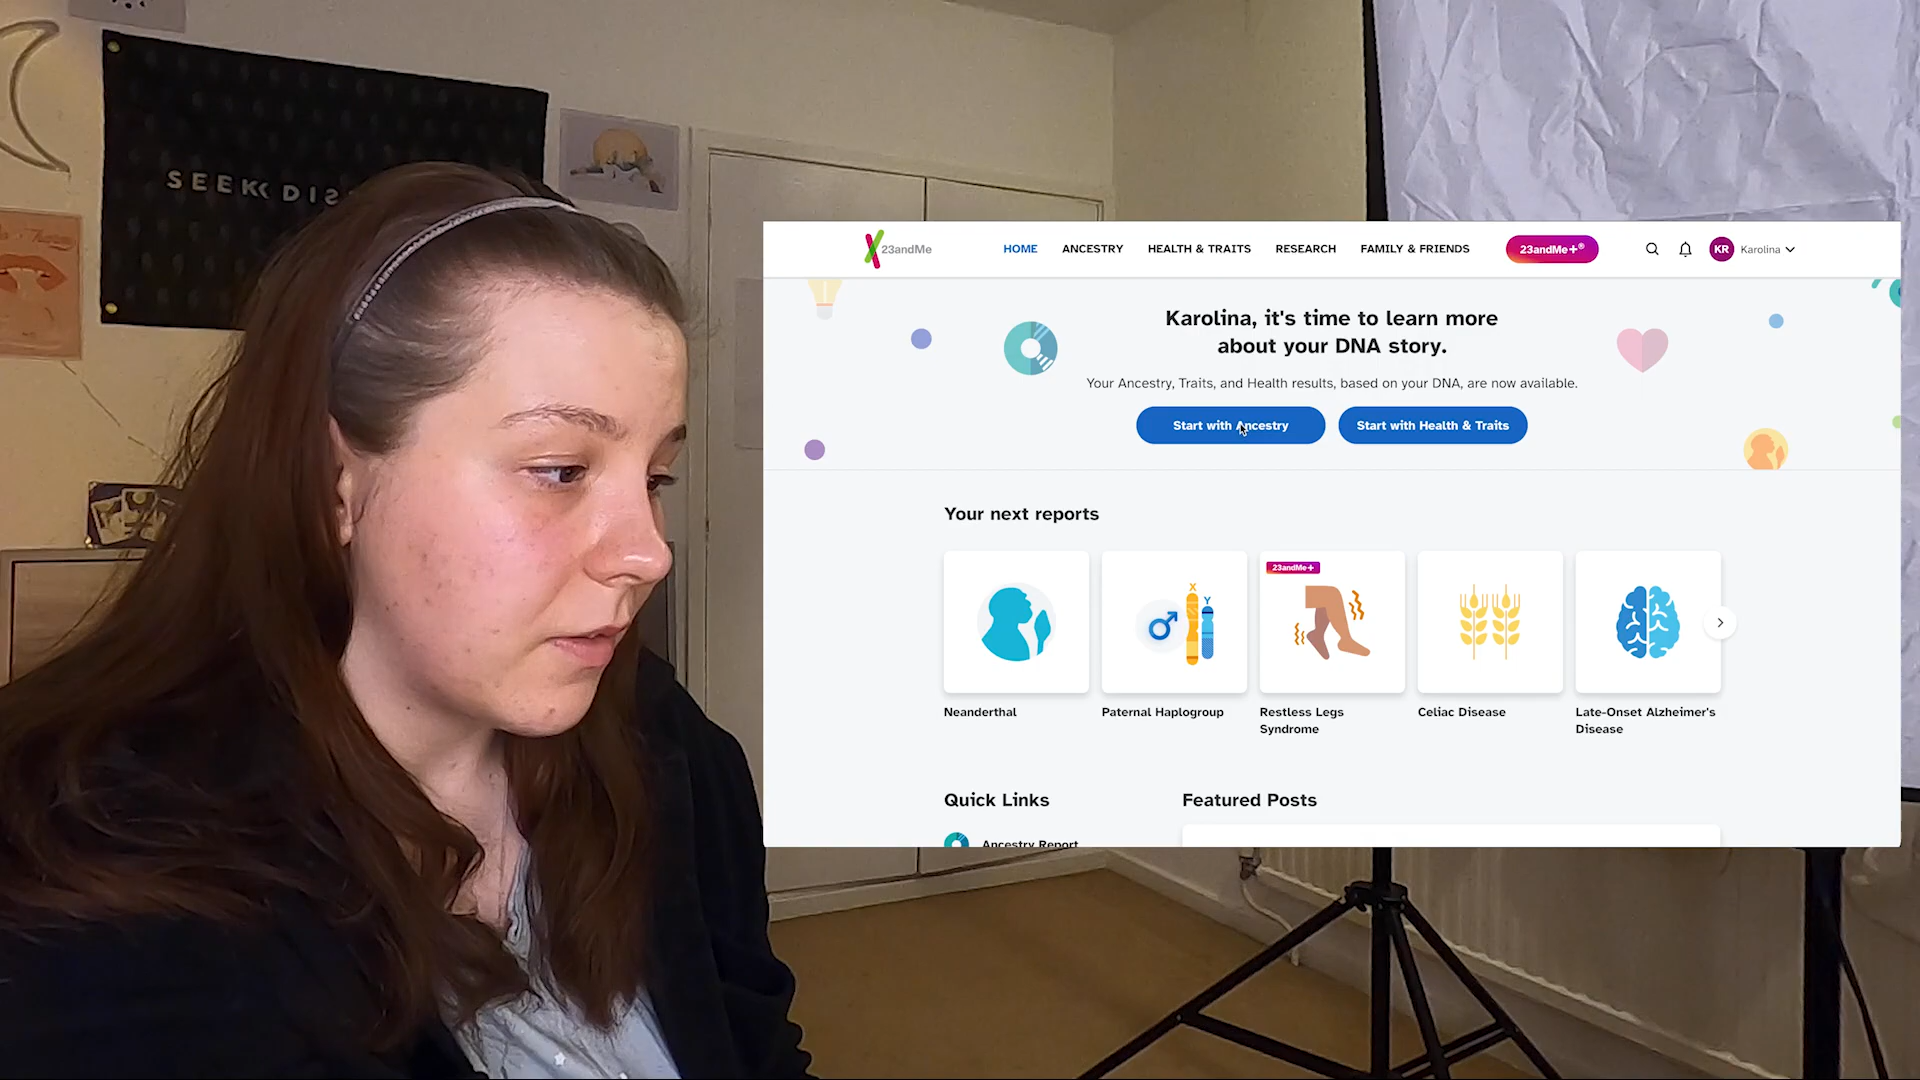 SEEK DIS
23andMe
HOME
ANCESTRY
HEALTH & TRAITS
RESEARCH
FAMILY & FRIENDS
23andMe+®
KR
Karolina
Karolina, it's time to learn more
about your DNA story.
Your Ancestry, Traits, and Health results, based on your DNA, are now available.
Start with Ancestry
Start with Health & Traits
Your next reports
23andMe+
X
Y
Neanderthal
Paternal Haplogroup
Restless Legs
Syndrome
Celiac Disease
Late-Onset Alzheimer's
Disease
Quick Links
Featured Posts
Ancestry Report